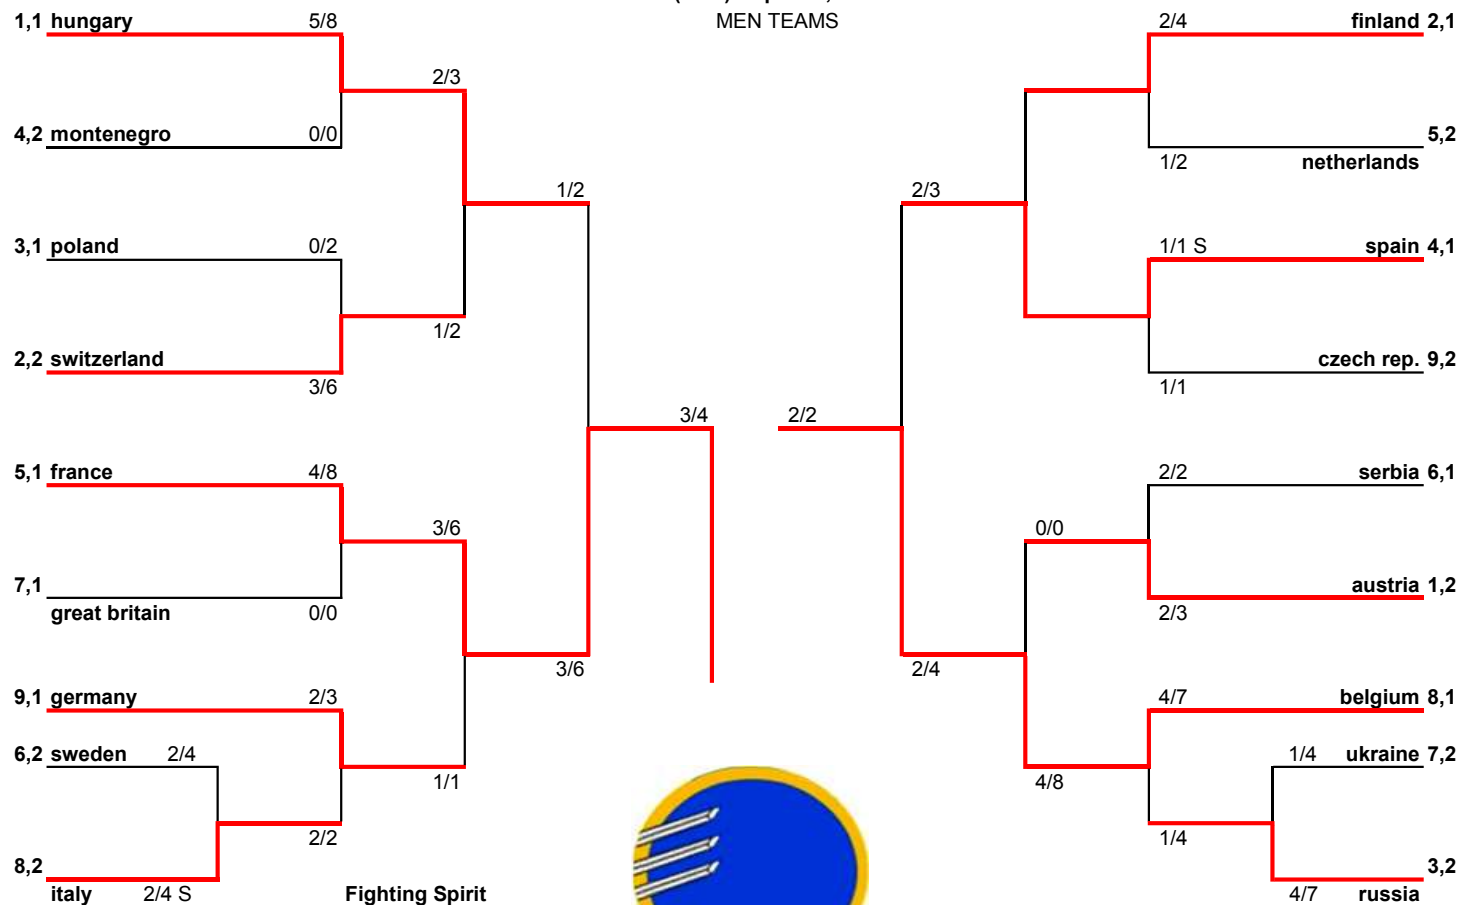 MEN TEAMS
1,1 hungary 5/8
2/4 finland 2,1
2/3
4,2 montenegro 0/0
5,2
1/2 netherlands
1/2
2/3
3,1 poland 0/2
1/1 S spain 4,1
1/2
2,2 switzerland
3/6
czech rep. 9,2
1/1
3/4
2/2
5,1 france 4/8
2/2 serbia 6,1
3/6
0/0
7,1
great britain 0/0
austria 1,2
2/3
3/6
2/4
9,1 germany 2/3
4/7 belgium 8,1
6,2 sweden 2/4
1/4 ukraine 7,2
1/1
4/8
2/2
1/4
8,2
italy 2/4 S
3,2
4/7 russia
Fighting Spirit